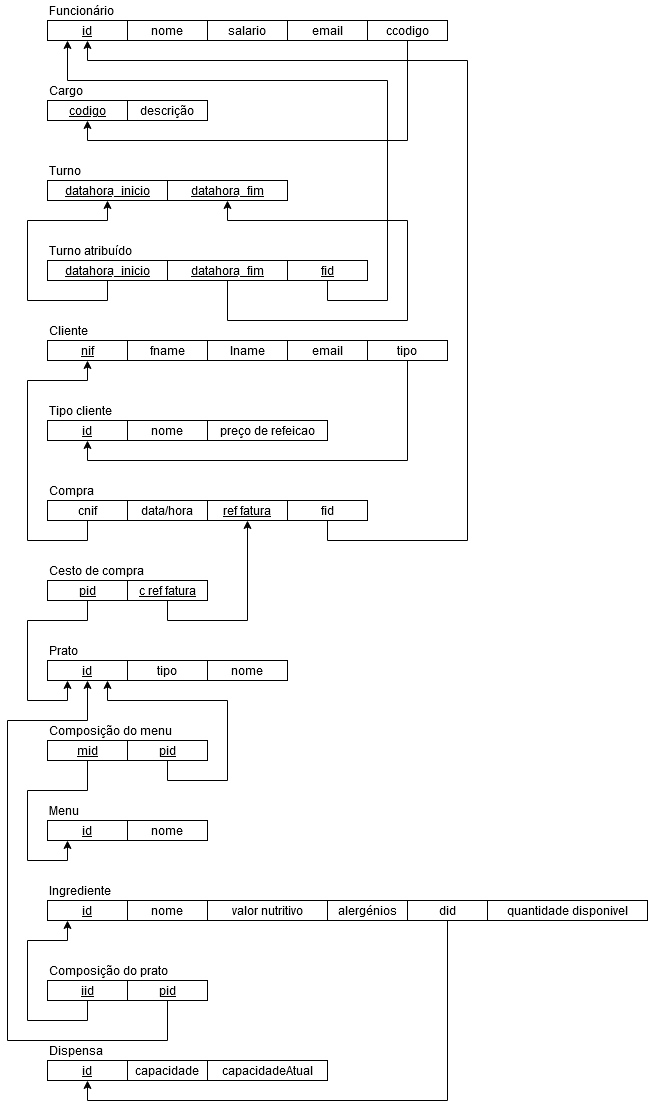 Funcionário
id nome salario email ccodigo
Cargo
codigo descrição
Turno
datahora_inicio datahora_fim
Turno atribuído
datahora_inicio datahora_fim fid
Cliente
nif fname lname email tipo
Tipo cliente
id nome preço de refeicao
Compra
cnif data/hora ref fatura fid
Cesto de compra
pid c ref fatura
Prato
id tipo nome
Composição do menu
mid pid
Menu
id nome
Ingrediente
id nome valor nutritivo alergénios did quantidade disponivel
Composição do prato
iid pid
Dispensa
id capacidade capacidadeAtual